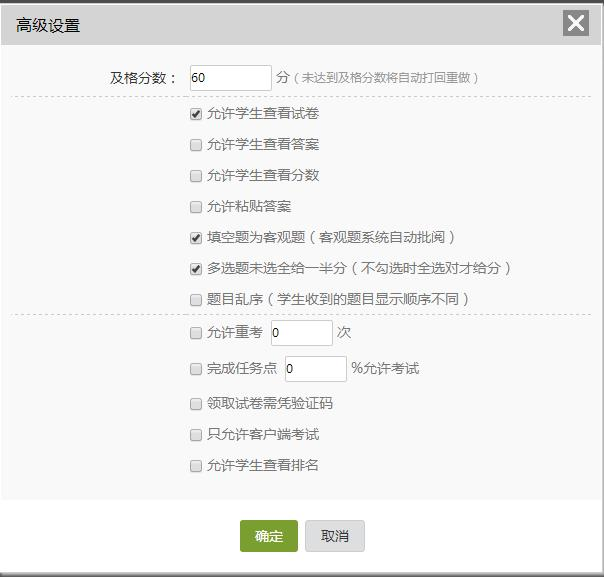 高级设置
及格分数： 60 分（未达到及格分数将自动打回重做）
允许学生查看试卷
允许学生查看答案
允许学生查看分数
允许粘贴答案
填空题为客观题（客观题系统自动批阅）
多选题未选全给一半分（不勾选时全选对才给分）
题目乱序（学生收到的题目显示顺序不同）
允许重考 0 次
完成任务点 0 %允许考试
领取试卷需凭验证码
只允许客户端考试
允许学生查看排名
确定 取消